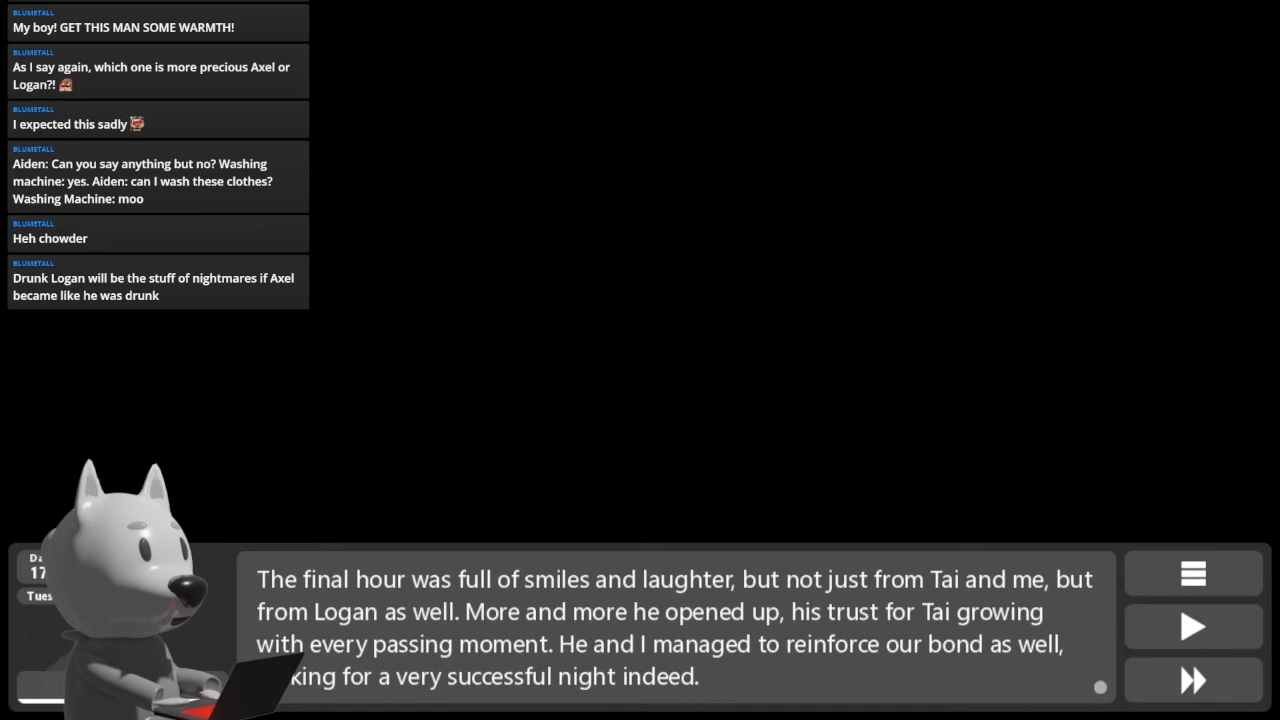 BLUMETALL
My boy! GET THIS MAN SOME WARMTH!
BLUMETALL
As I say again, which one is more precious Axel or
Logan?!
BLUMETALL
I expected this sadly
BLUMETALL
Aiden: Can you say anything but no? Washing
machine: yes. Aiden: can I wash these clothes?
Washing Machine: moo
BLUMETALL
Heh chowder
BLUMETALL
Drunk Logan will be the stuff of nightmares if Axel
became like he was drunk
17
Tues
The final hour was full of smiles and laughter, but not just from Tai and me, but
from Logan as well. More and more he opened up, his trust for Tai growing
with every passing moment. He and I managed to reinforce our bond as well,
king for a very successful night indeed.